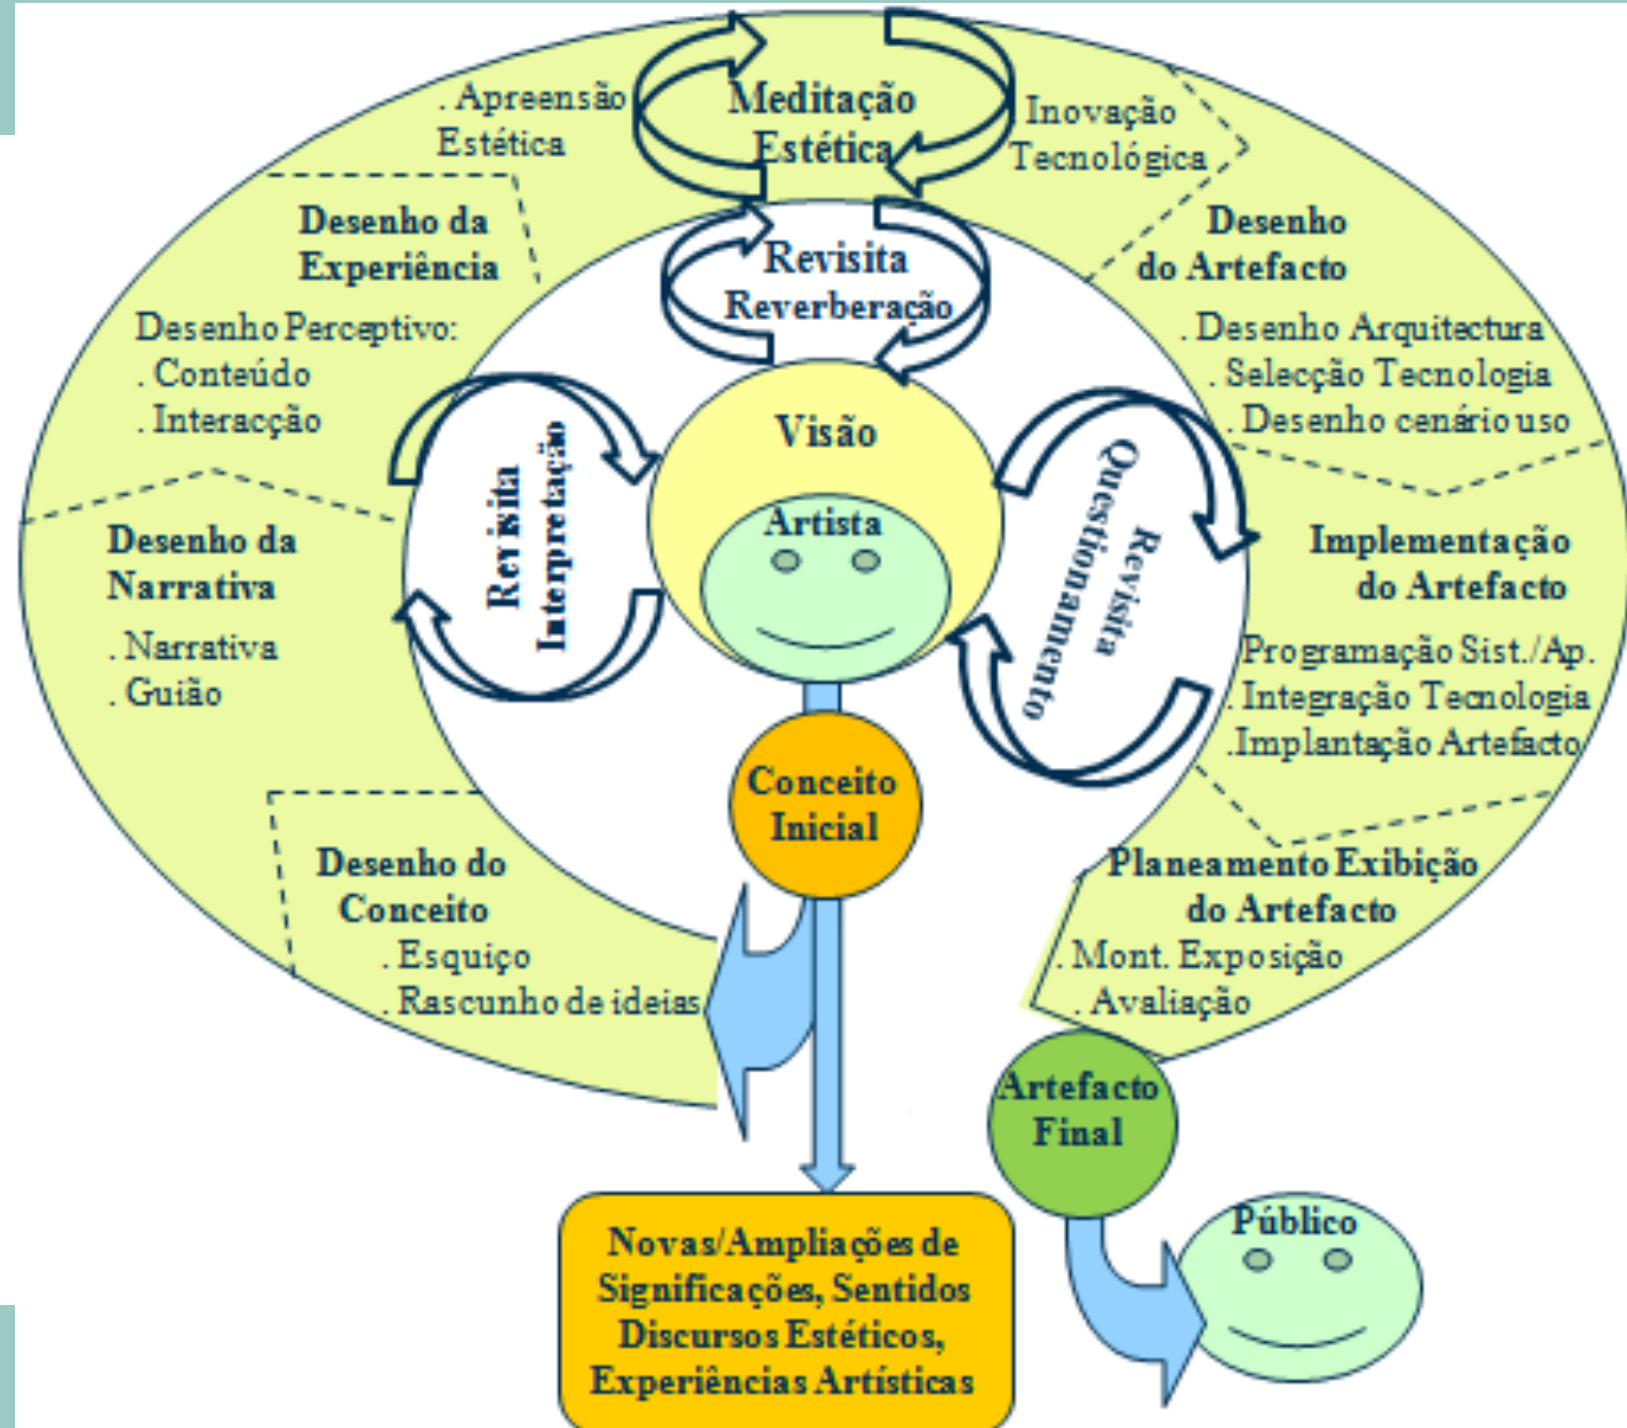 Meditação
Estética
. Apreensão
Estética
Inovação
Tecnológica
Desenho da
Experiência
Desenho Perceptivo:
. Conteúdo
. Interacção
Desenho da
Narrativa
. Narrativa
. Guião
Desenho do
Conceito
. Esquiço
. Rascunho de ideias
Desenho
do Artefacto
. Desenho Arquitectura
. Selecção Tecnologia
. Desenho cenário uso
Implementação
do Artefacto
Programação Sist./Ap.
. Integração Tecnologia
.Implantação Artefacto
Planeamento Exibição
do Artefacto
. Mont. Exposição
. Avaliação
Revisita
Reverberação
Revisita
Interpretação
Revisita
Questionamento
Visão
Artista
Conceito
Inicial
Artefacto
Final
Público
Novas/Ampliações de
Significações, Sentidos
Discursos Estéticos,
Experiências Artísticas